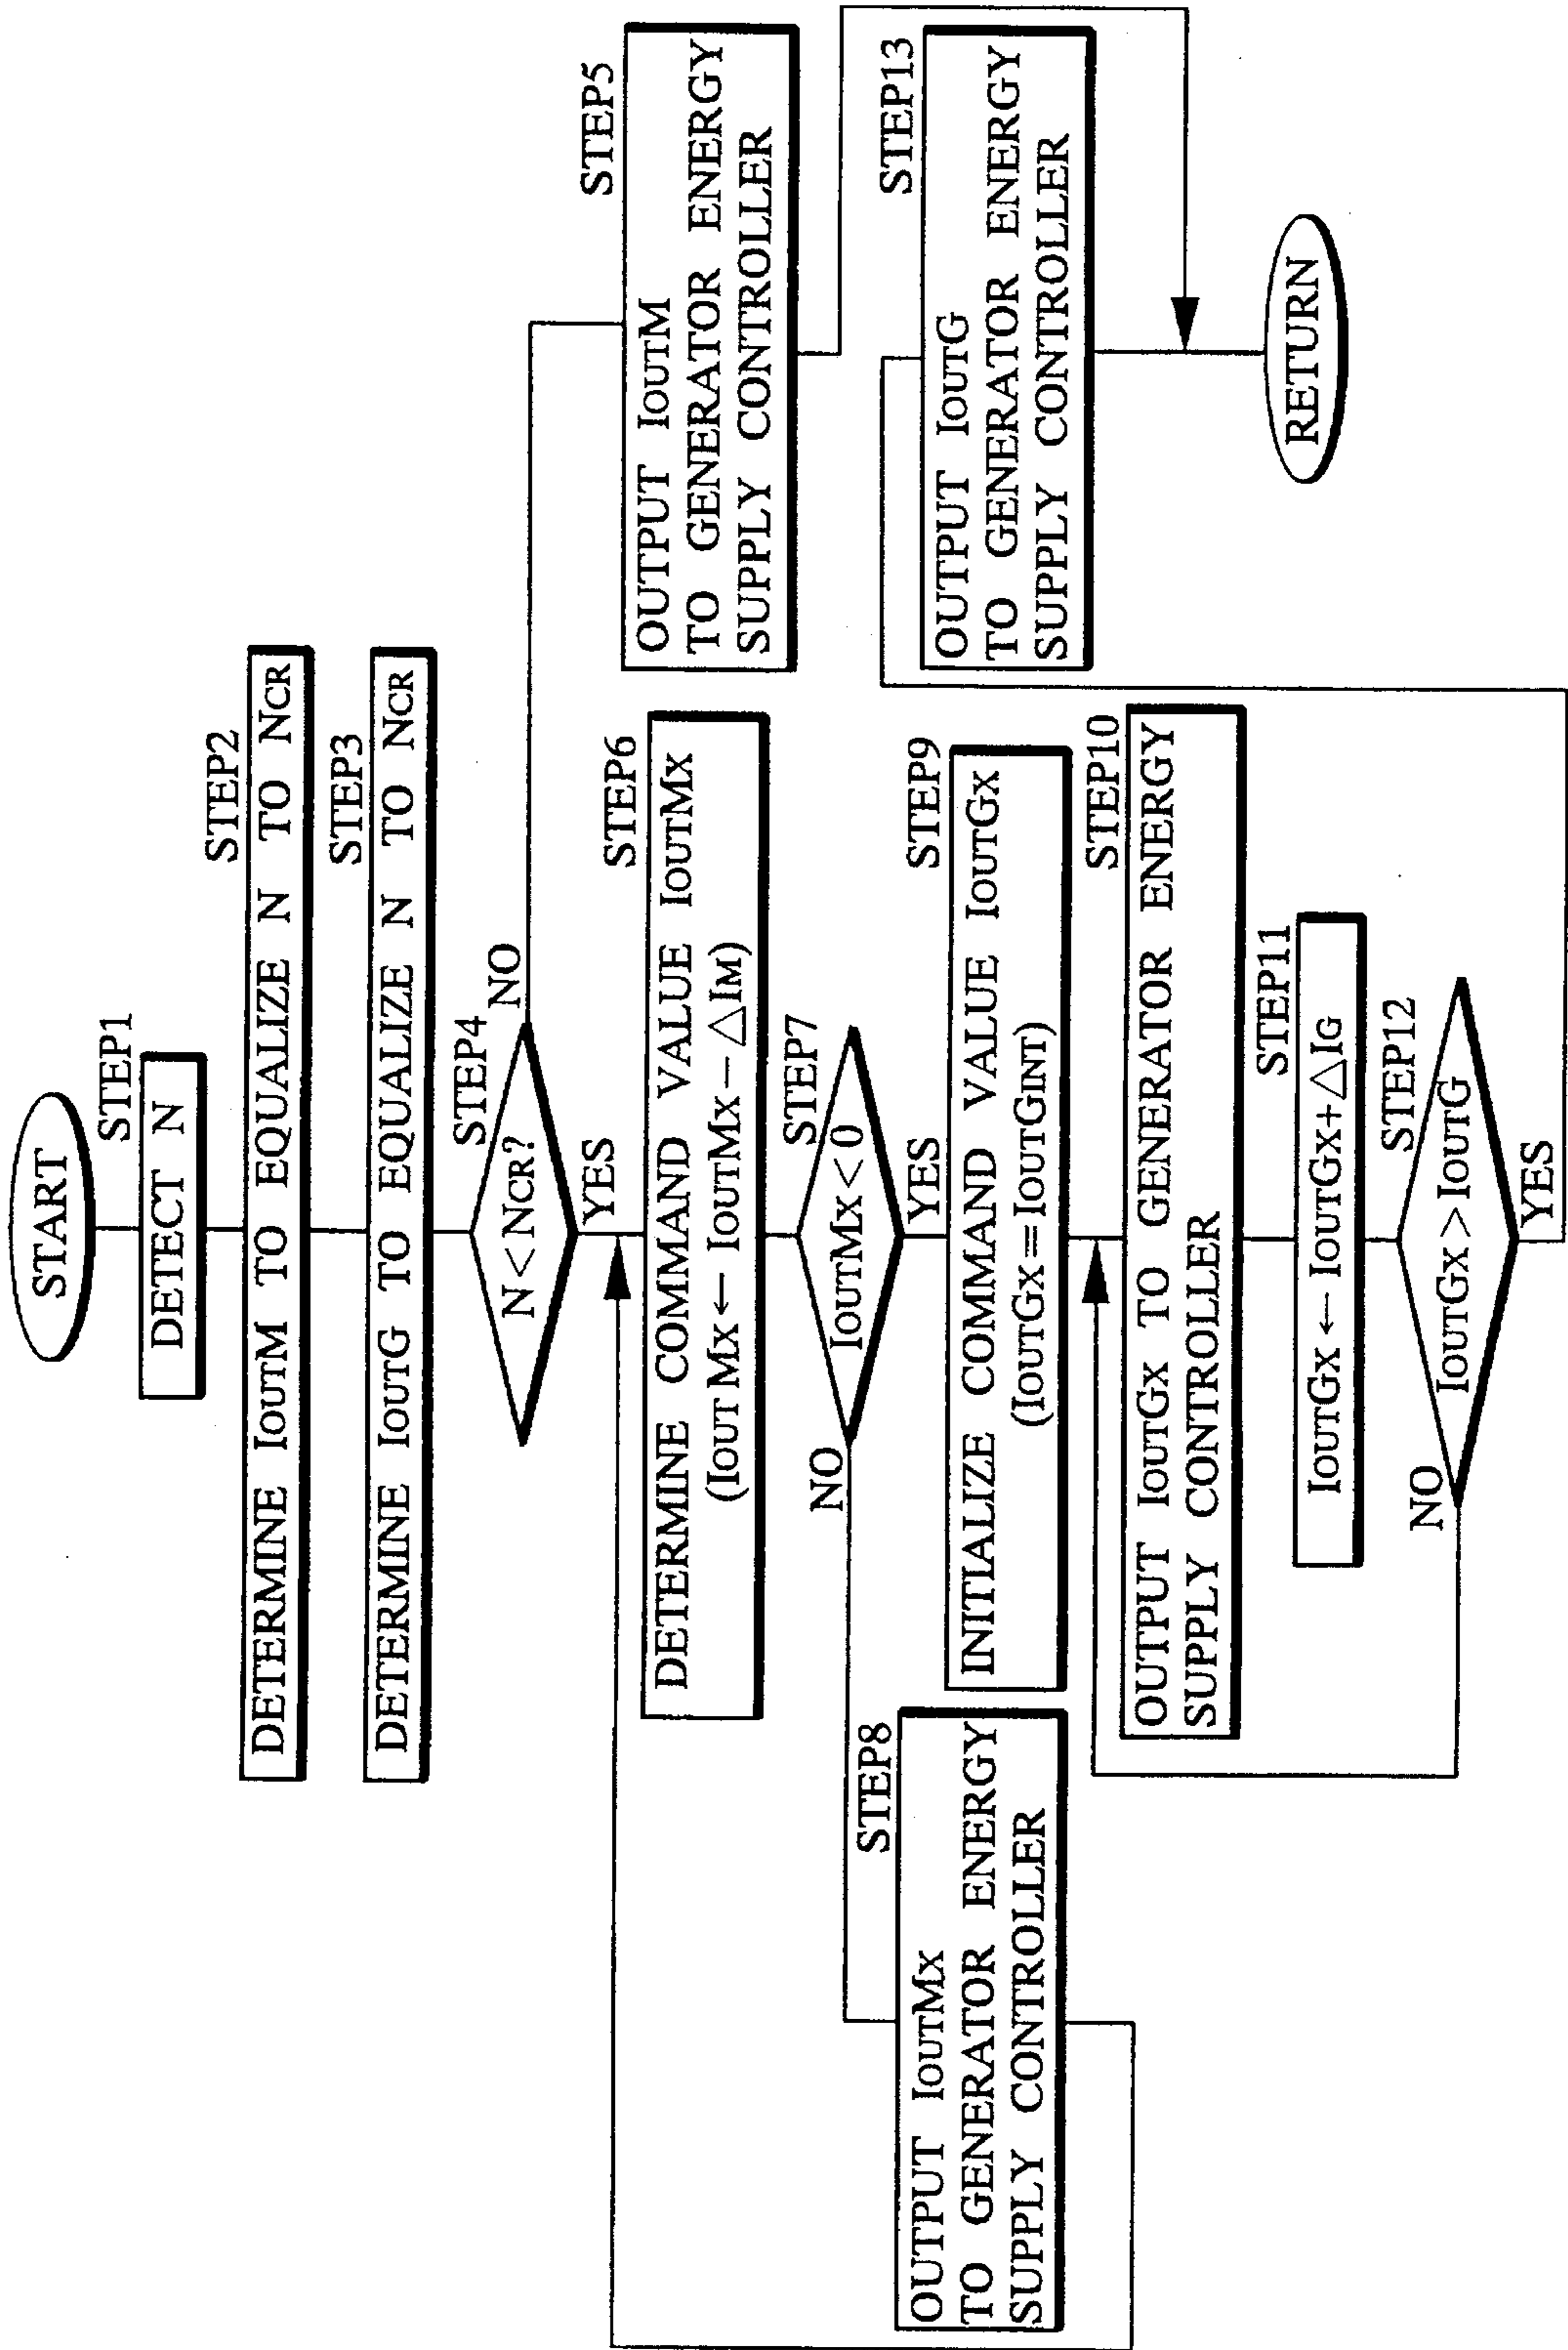 START
STEP1
DETECT N
STEP2
DETERMINE IOUTM TO EQUALIZE N TO NCR
STEP3
DETERMINE IOUTG TO EQUALIZE N TO NCR
STEP4
N<NCR?
NO
YES
STEP5
OUTPUT IOUTM
TO GENERATOR ENERGY
SUPPLY CONTROLLER
STEP6
DETERMINE COMMAND VALUE IOUTMX
(IOUTMX ← IOUTMX − △IM)
STEP7
IOUTMX<0
NO
YES
STEP8
OUTPUT IOUTMX
TO GENERATOR ENERGY
SUPPLY CONTROLLER
STEP9
INITIALIZE COMMAND VALUE IOUTGX
(IOUTGX=IOUTGINT)
STEP10
OUTPUT IOUTGX TO GENERATOR ENERGY
SUPPLY CONTROLLER
STEP11
IOUTGX ← IOUTGX+△IG
STEP12
IOUTGX>IOUTG
NO
YES
STEP13
OUTPUT IOUTG
TO GENERATOR ENERGY
SUPPLY CONTROLLER
RETURN